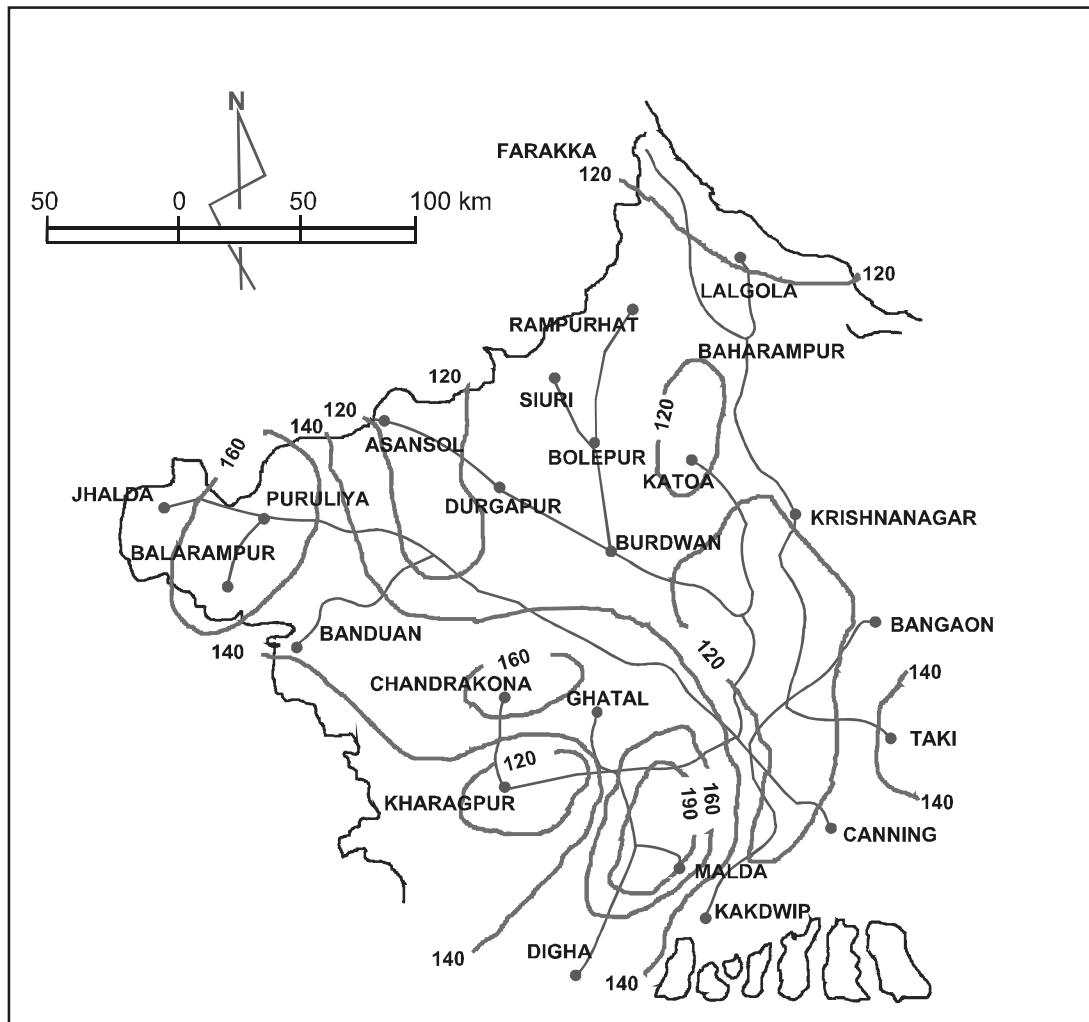 N
50 0 50 100 km
FARAKKA
120
120
LALGOLA
RAMPURHAT
BAHARAMPUR
120
SIURI
120
120
140
ASANSOL
BOLEPUR
KATOA
160
JHALDA
PURULIYA
DURGAPUR
KRISHNANAGAR
BALARAMPUR
BURDWAN
BANGAON
BANDUAN
140
120
160
140
CHANDRAKONA
GHATAL
TAKI
120
KHARAGPUR
190
160
140
CANNING
MALDA
KAKDWIP
DIGHA
140
140